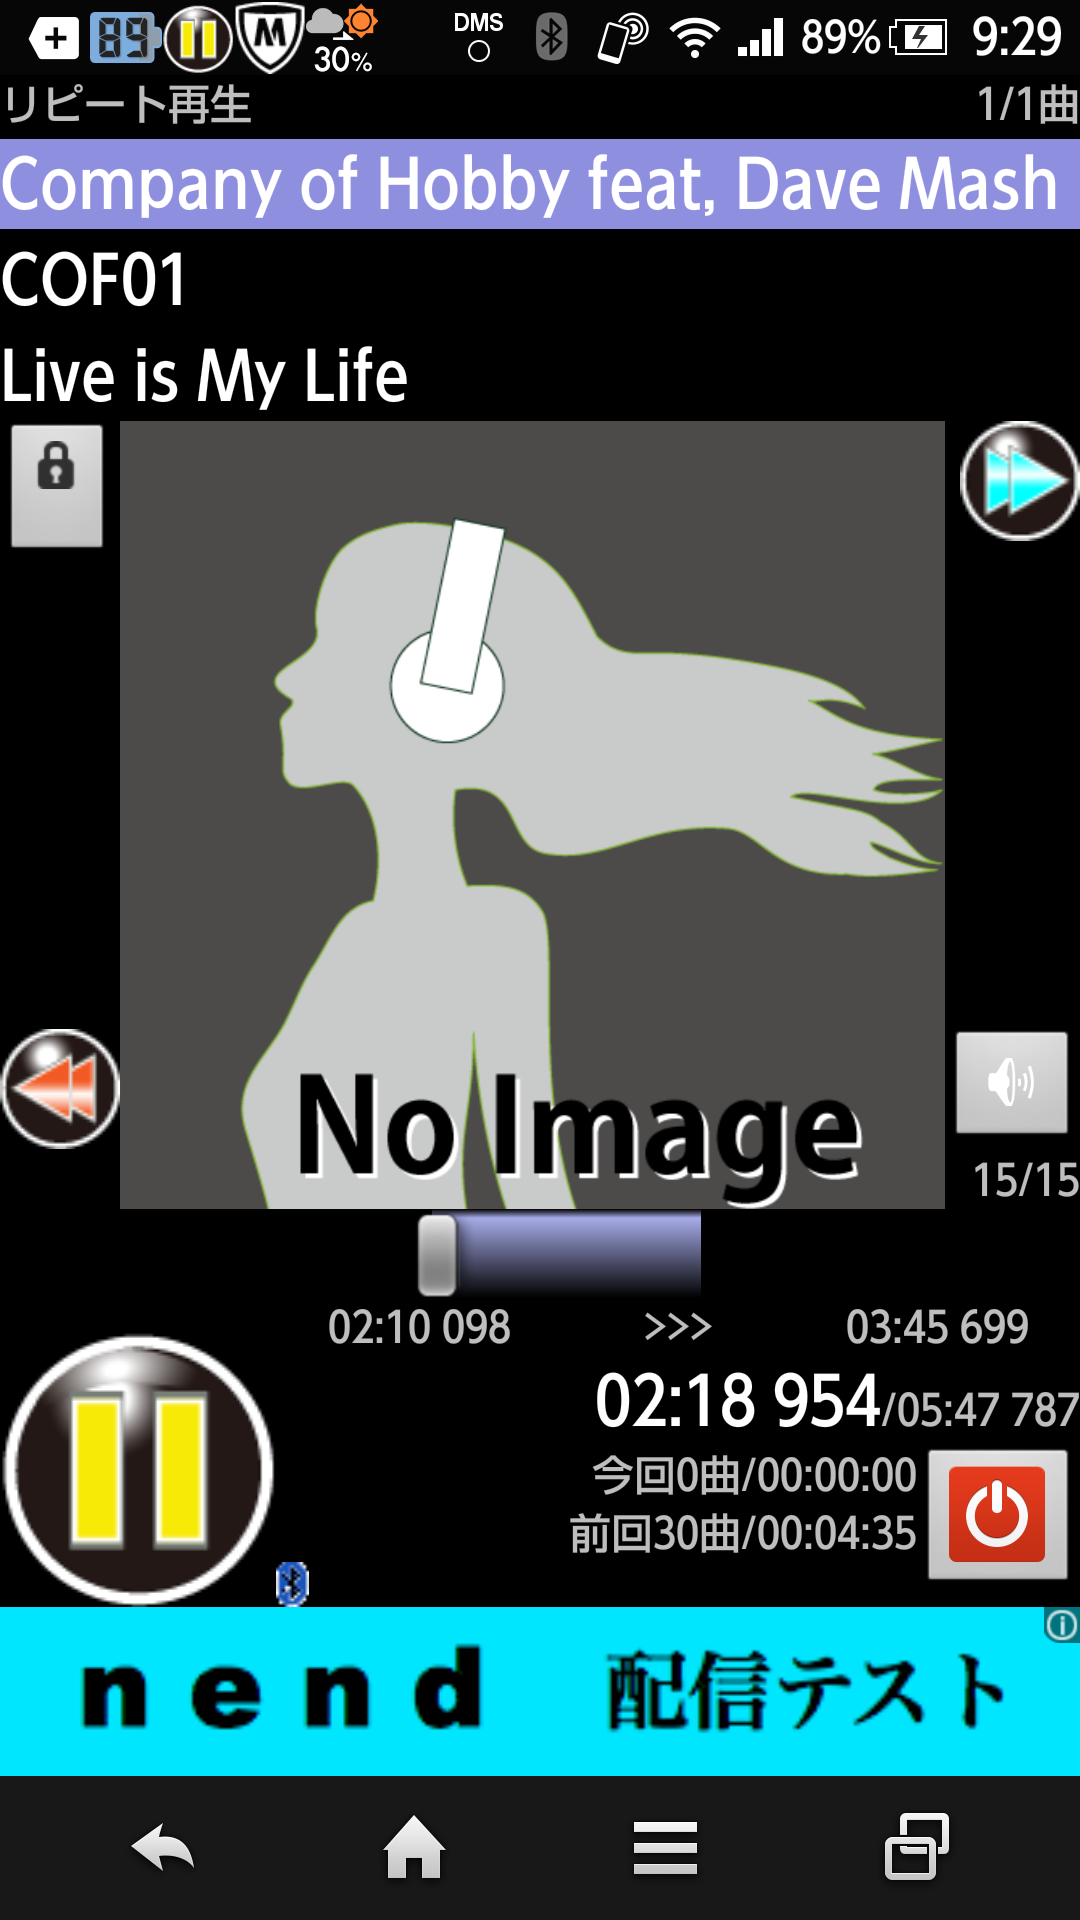 89
30%
DMS
89%
9:29
リピート再生
1/1曲
Company of Hobby feat, Dave Mash
COF01
Live is My Life
No Image
15/15
02:10 098 >>> 03:45 699
02:18 954/05:47 787
今回0曲/00:00:00
前回30曲/00:04:35
nend 配信テスト